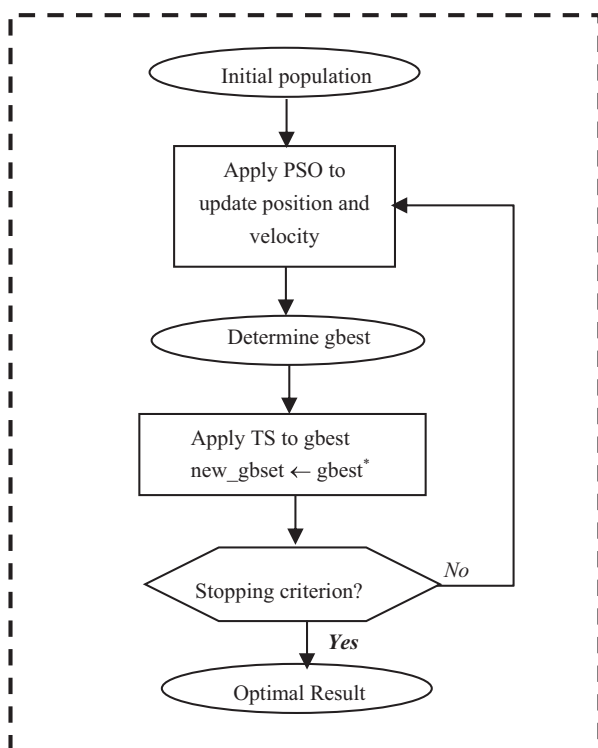 Initial population
Apply PSO to
update position and
velocity
Determine gbest
Apply TS to gbest
new_gbset ← gbest*
Stopping criterion?
No
Yes
Optimal Result